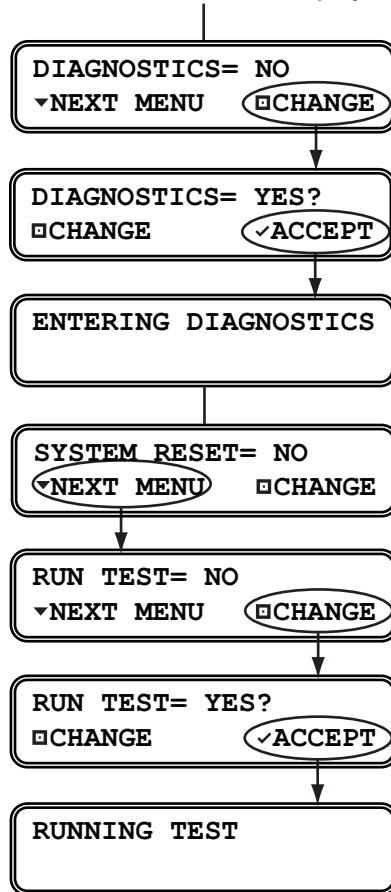 DIAGNOSTICS= NO
▾NEXT MENU ⊡CHANGE
DIAGNOSTICS= YES?
⊡CHANGE ✓ACCEPT
ENTERING DIAGNOSTICS
SYSTEM RESET= NO
▾NEXT MENU ⊡CHANGE
RUN TEST= NO
▾NEXT MENU ⊡CHANGE
RUN TEST= YES?
⊡CHANGE ✓ACCEPT
RUNNING TEST